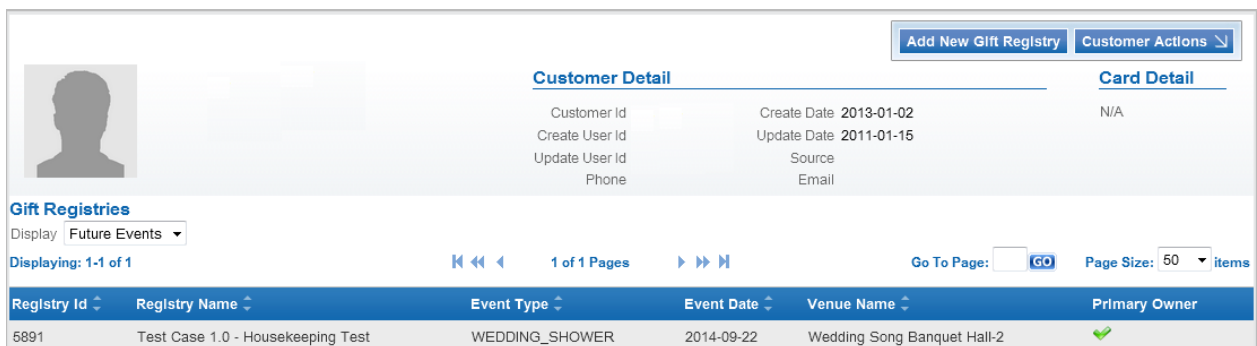 Add New Gift Registry Customer Actions
Customer Detail Card Detail
Customer Id Create Date 2013-01-02 N/A
Create User Id Update Date 2011-01-15
Update User Id Source
Phone Email
Gift Registries
Display Future Events
Displaying: 1-1 of 1 1 of 1 Pages Go To Page: GO Page Size: 50 items
Registry Id Registry Name Event Type Event Date Venue Name Primary Owner
5891 Test Case 1.0 - Housekeeping Test WEDDING_SHOWER 2014-09-22 Wedding Song Banquet Hall-2